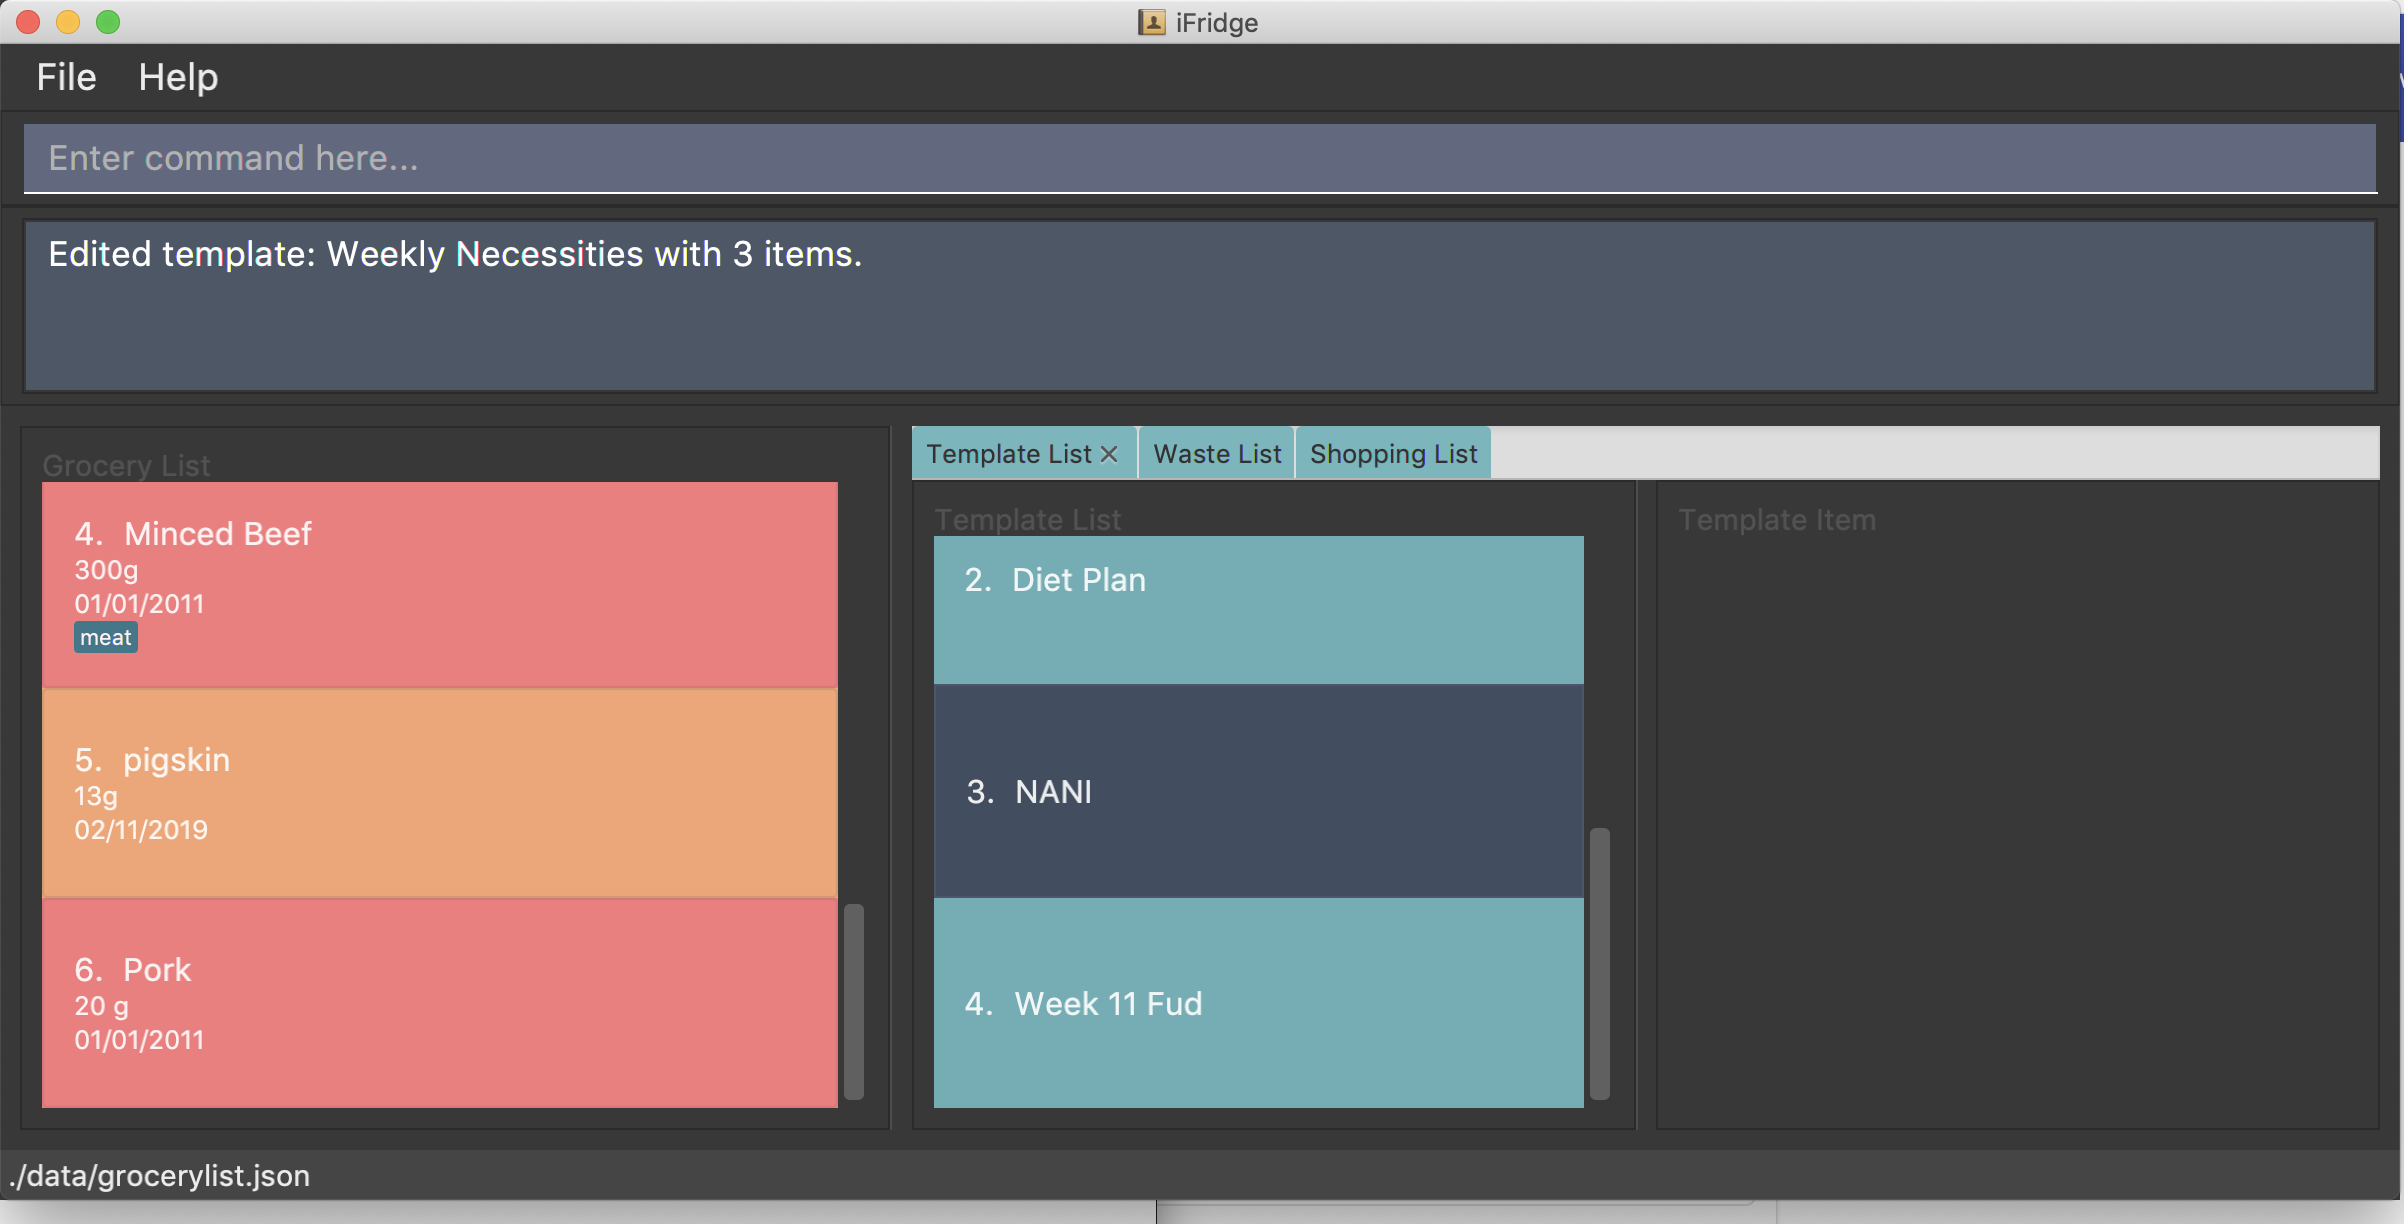 iFridge
File Help
Enter command here...
Edited template: Weekly Necessities with 3 items.
Grocery List
4. Minced Beef
300g
01/01/2011
meat
5. pigskin
13g
02/11/2019
6. Pork
20 g
01/01/2011
Template List Waste List Shopping List
Template List
2. Diet Plan
3. NANI
4. Week 11 Fud
Template Item
./data/grocerylist.json